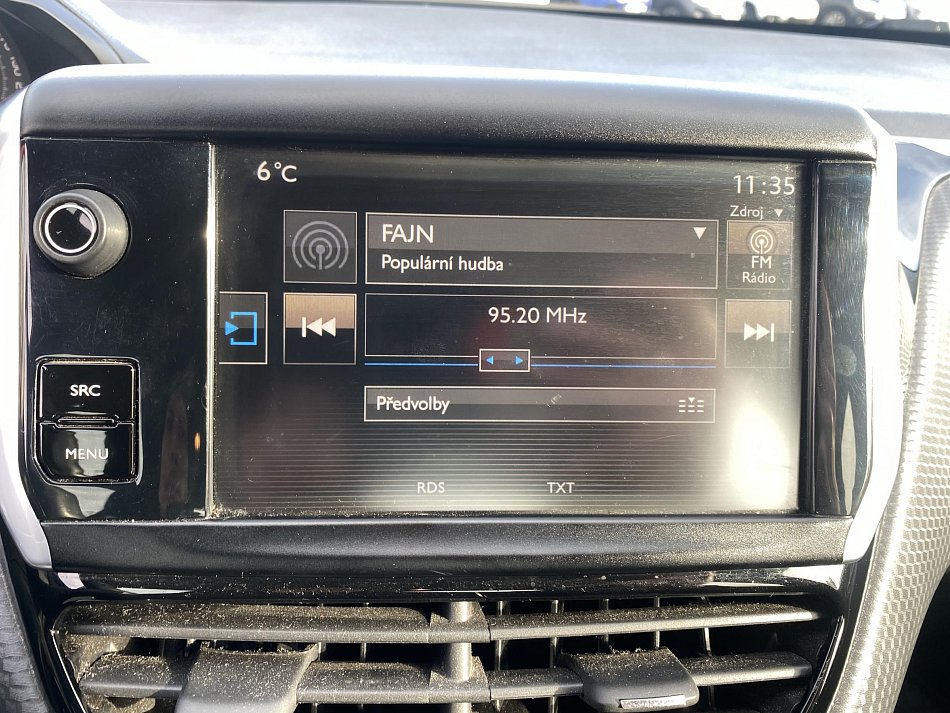 6°C
11:35
Zdroj
FAJN
Populární hudba
FM
Rádio
95.20 MHz
SRC
Předvolby
MENU
RDS
TXT